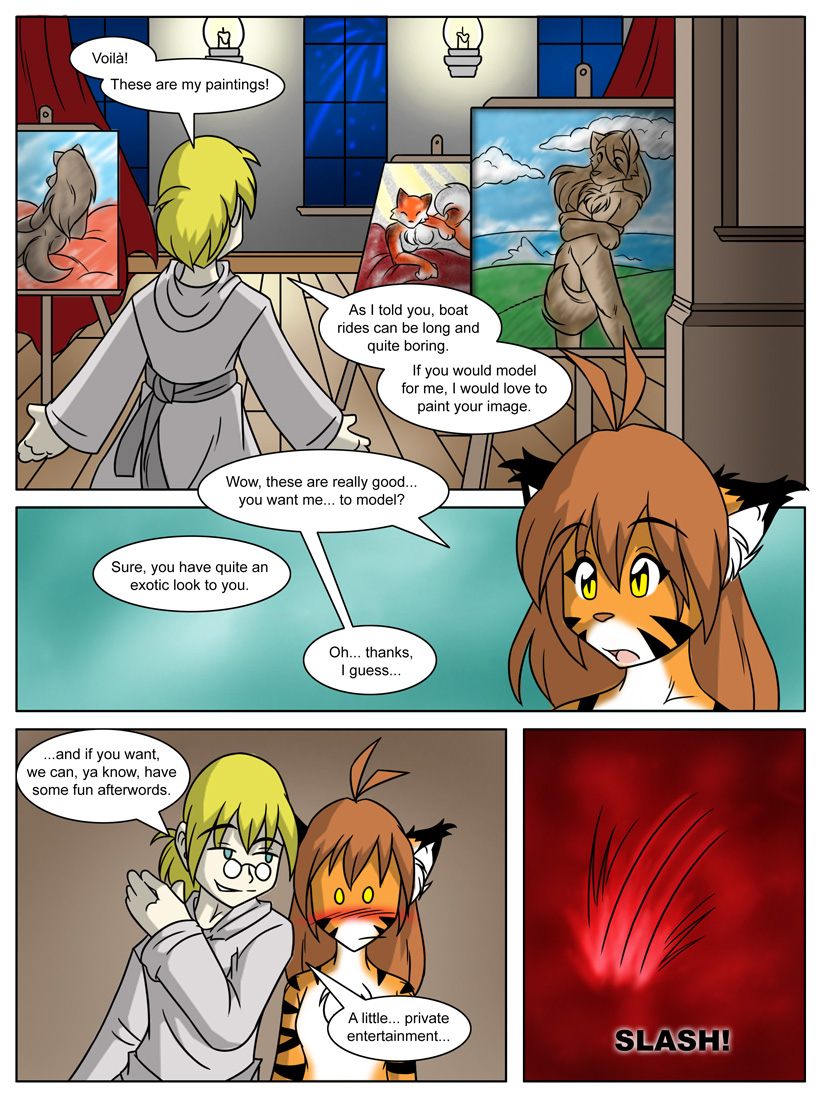 Voilà!
These are my paintings!
As I told you, boat
rides can be long and
quite boring.
If you would model
for me, I would love to
paint your image.
Wow, these are really good...
you want me... to model?
Sure, you have quite an
exotic look to you.
Oh... thanks,
I guess...
...and if you want,
we can, ya know, have
some fun afterwords.
A little... private
entertainment...
SLASH!